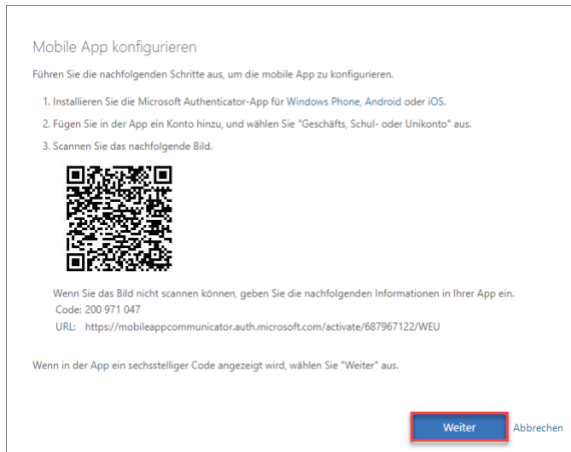 Mobile App konfigurieren
Führen Sie die nachfolgenden Schritte aus, um die mobile App zu konfigurieren.
1. Installieren Sie die Microsoft Authenticator-App für Windows Phone, Android oder iOS.
2. Fügen Sie in der App ein Konto hinzu, und wählen Sie "Geschäfts, Schul- oder Unikonto" aus.
3. Scannen Sie das nachfolgende Bild.
Wenn Sie das Bild nicht scannen können, geben Sie die nachfolgenden Informationen in Ihrer App ein.
Code: 200 971 047
URL: https://mobileappcommunicator.auth.microsoft.com/activate/687967122/WEU
Wenn in der App ein sechsstelliger Code angezeigt wird, wählen Sie "Weiter" aus.
Weiter Abbrechen